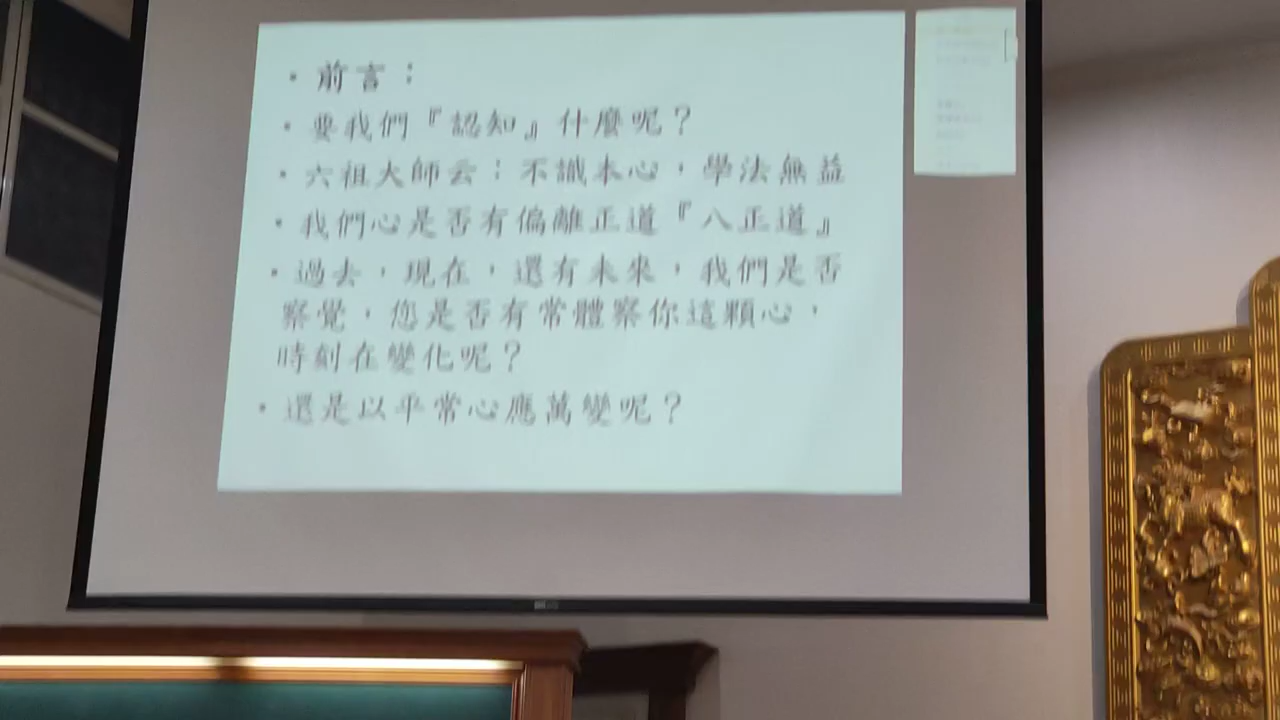 • 前言：
• 要我們『認知』什麼呢？
• 六祖大師云：不識本心，學法無益
• 我們心是否有偏離正道『八正道』
• 過去，現在，還有未來，我們是否
察覺，您是否有常體察你這顆心，
時刻在變化呢？
• 還是以平常心應萬變呢？